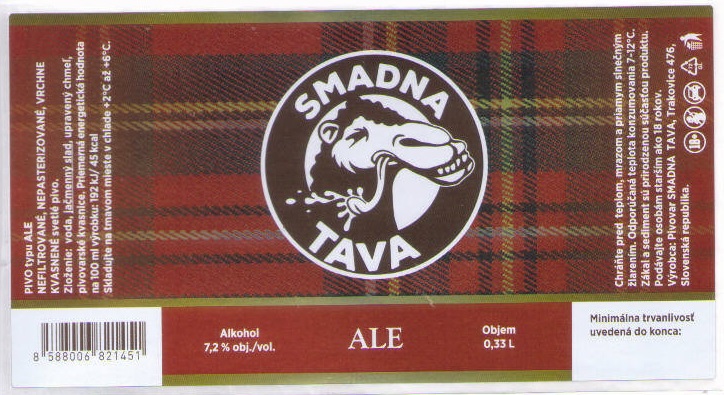 PIVO typu ALE
NEFILTROVANÉ, NEPASTERIZOVANÉ, VRCHNE
KVASNENÉ svetlé pivo.
Zloženie: voda, jačmenný slad, upravený chmeľ,
pivovarské kvasnice. Priemerná energetická hodnota
na 100 ml výrobku: 192 kJ/ 45 kcal
Skladujte na tmavom mieste v chlade +2°C až +6°C.
SMADNA
TAVA
Chráňte pred teplom, mrazom a priamym slnečným
žiarením. Odporúčaná teplota konzumovania 7-12°C.
Zákal a sediment sú prirodzenou súčasťou produktu.
Podávajte osobám starším ako 18 rokov.
Výrobca: Pivovar SMADNA TAVA, Trakovice 476,
Slovenská republika.
18+
8 588006 821451
Alkohol
7,2 % obj./vol.
ALE
Objem
0,33 L
Minimálna trvanlivosť
uvedená do konca: